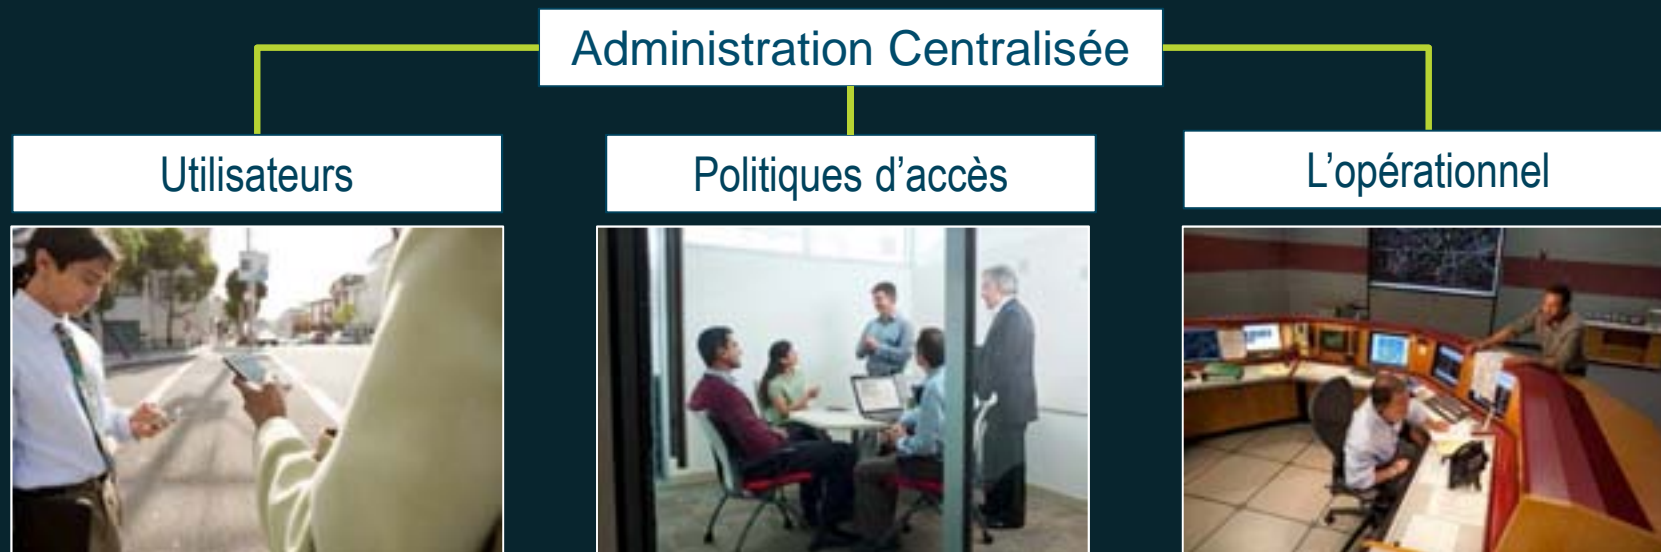 Administration Centralisée
Utilisateurs
Politiques d’accès
L’opérationnel